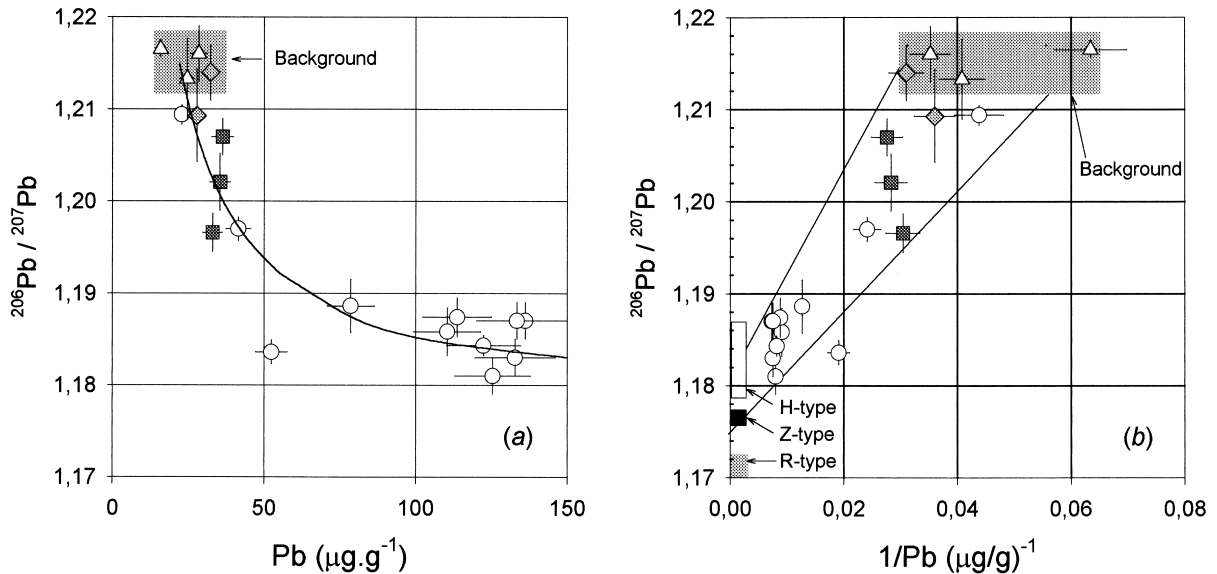 1,22
1,21
1,20
1,19
1,18
1,17
206Pb / 207Pb
0
50
100
150
Pb (μg.g-1)
Background
(a)
1,22
1,21
1,20
1,19
1,18
1,17
206Pb / 207Pb
0,00
0,02
0,04
0,06
0,08
1/Pb (μg/g)-1
Background
H-type
Z-type
R-type
(b)